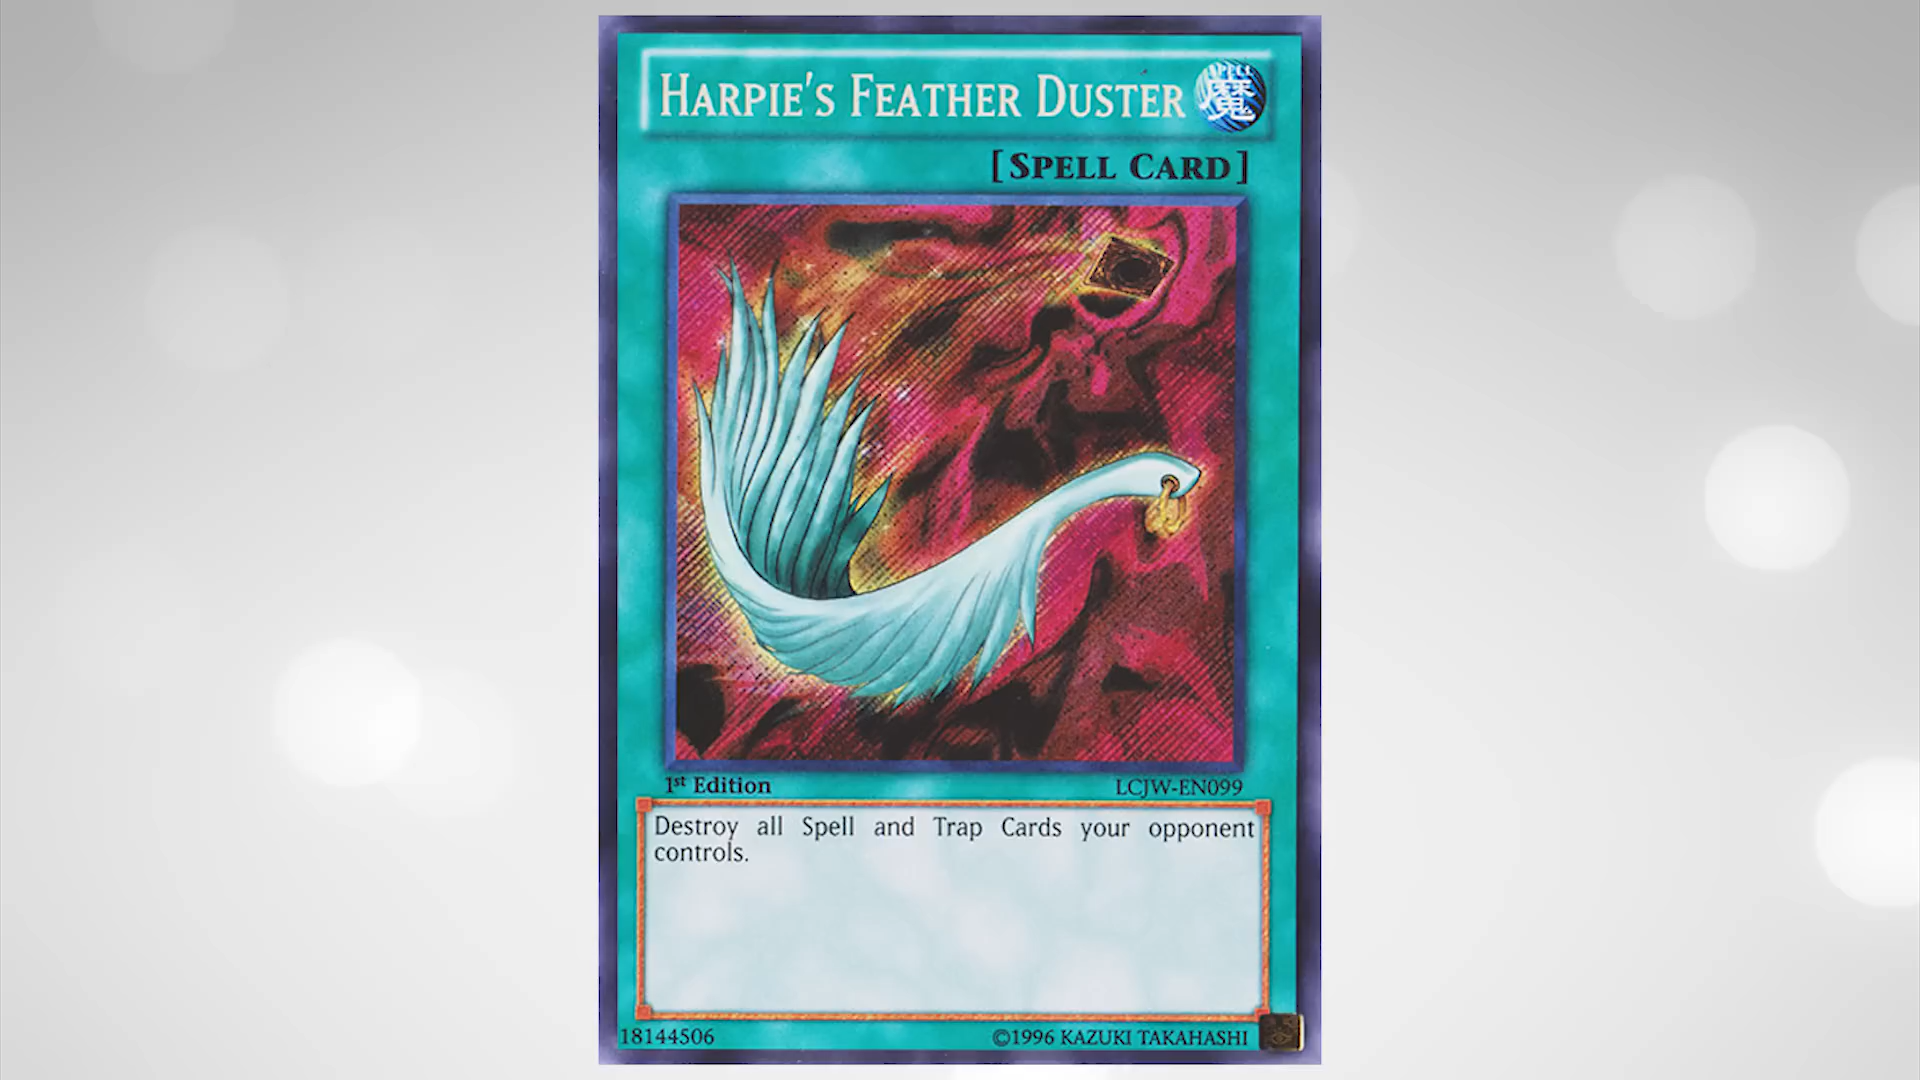 HARPIE'S FEATHER DUSTER
SPELL
魔
[SPELL CARD]
1st Edition
LCJW-EN099
Destroy all Spell and Trap Cards your opponent
controls.
18144506
©1996 KAZUKI TAKAHASHI